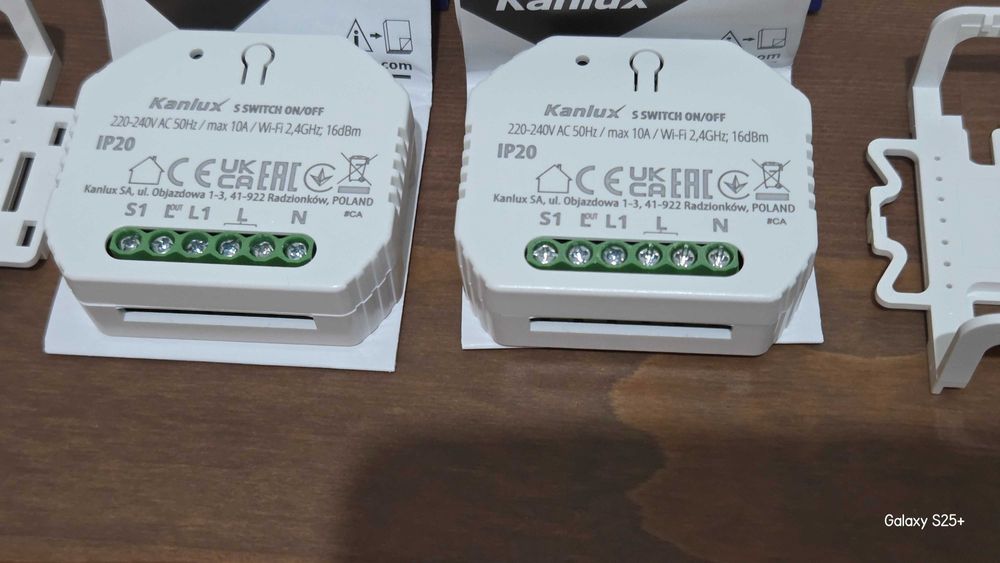 .com
Kanlux S SWITCH ON/OFF
220-240V AC 50Hz / max 10A / Wi-Fi 2,4GHz; 16dBm
IP20
CE UK CA EAC
Kanlux SA, ul. Objazdowa 1-3, 41-922 Radzionków, POLAND
#CA
S1 L OUT L1 L N
Kanlux
Kanlux S SWITCH ON/OFF
220-240V AC 50Hz / max 10A / Wi-Fi 2,4GHz; 16dBm
IP20
CE UK CA EAC
Kanlux SA, ul. Objazdowa 1-3, 41-922 Radzionków, POLAND
#CA
S1 L OUT L1 L N
Galaxy S25+